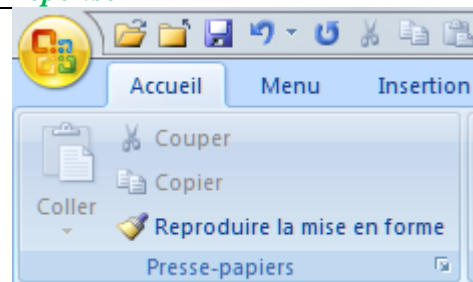 Accueil Menu Insertion
Couper
Copier
Coller
Reproduire la mise en forme
Presse-papiers